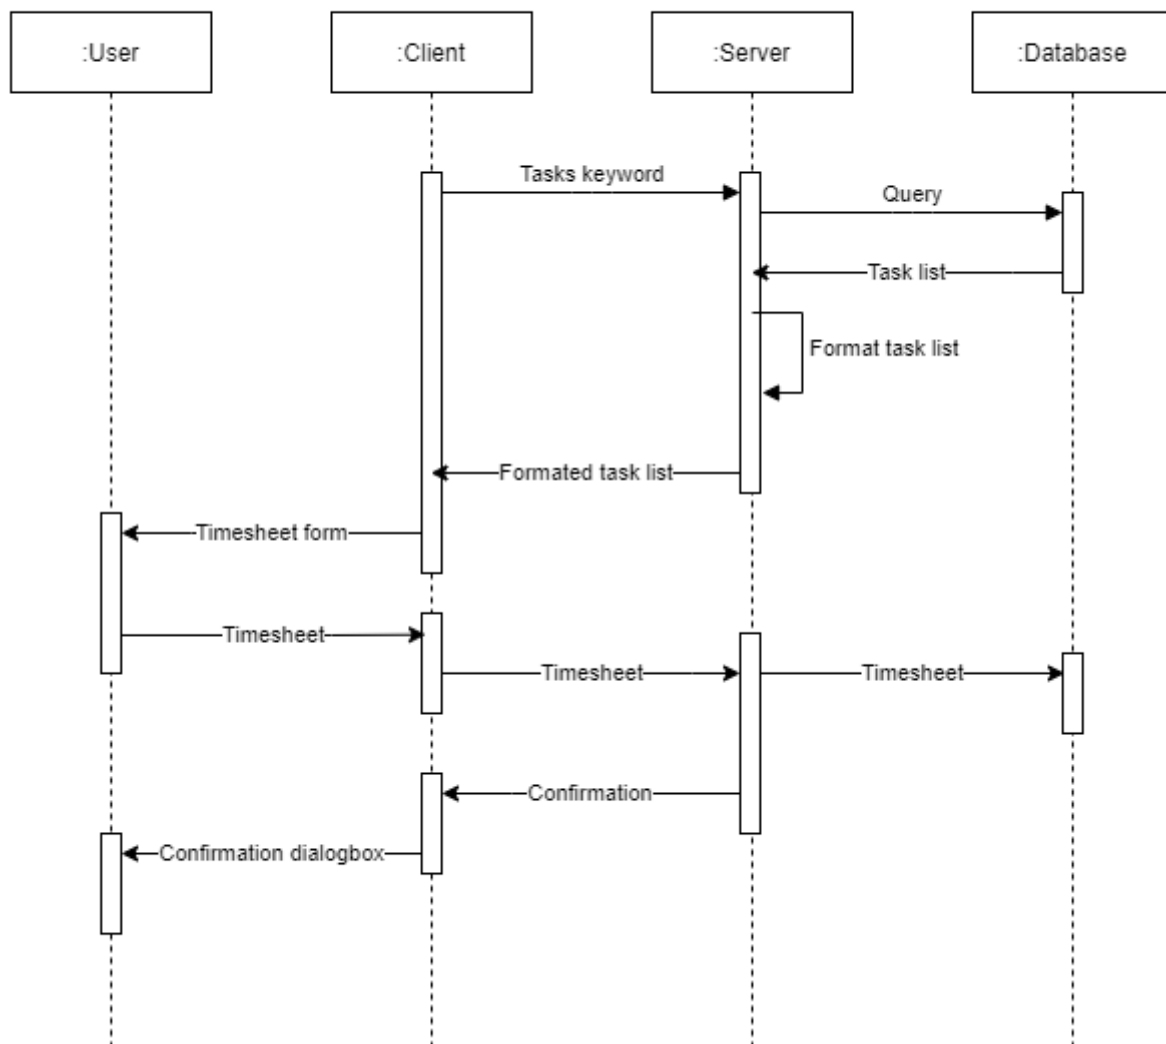 :User
:Client
:Server
:Database
Tasks keyword
Query
Task list
Format task list
Formated task list
Timesheet form
Timesheet
Timesheet
Timesheet
Confirmation
Confirmation dialogbox